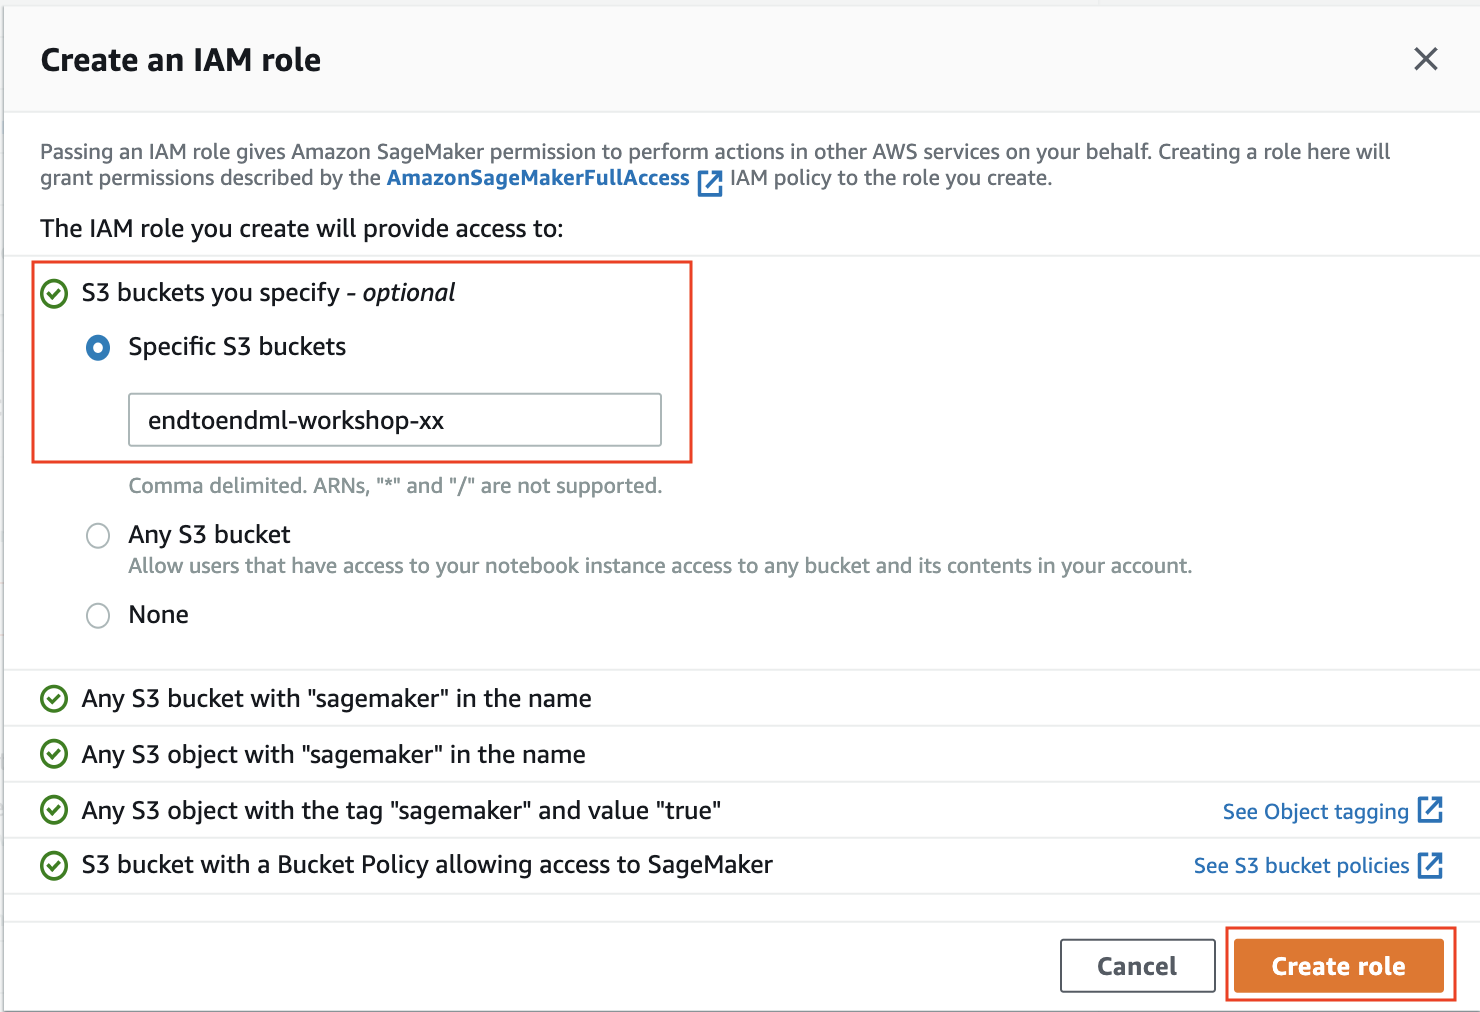 Create an IAM role
Passing an IAM role gives Amazon SageMaker permission to perform actions in other AWS services on your behalf. Creating a role here will
grant permissions described by the AmazonSageMakerFullAccess IAM policy to the role you create.
The IAM role you create will provide access to:
S3 buckets you specify - optional
Specific S3 buckets
endtoendml-workshop-xx
Comma delimited. ARNs, "*" and "/" are not supported.
Any S3 bucket
Allow users that have access to your notebook instance access to any bucket and its contents in your account.
None
Any S3 bucket with "sagemaker" in the name
Any S3 object with "sagemaker" in the name
Any S3 object with the tag "sagemaker" and value "true" See Object tagging
S3 bucket with a Bucket Policy allowing access to SageMaker See S3 bucket policies
Cancel Create role